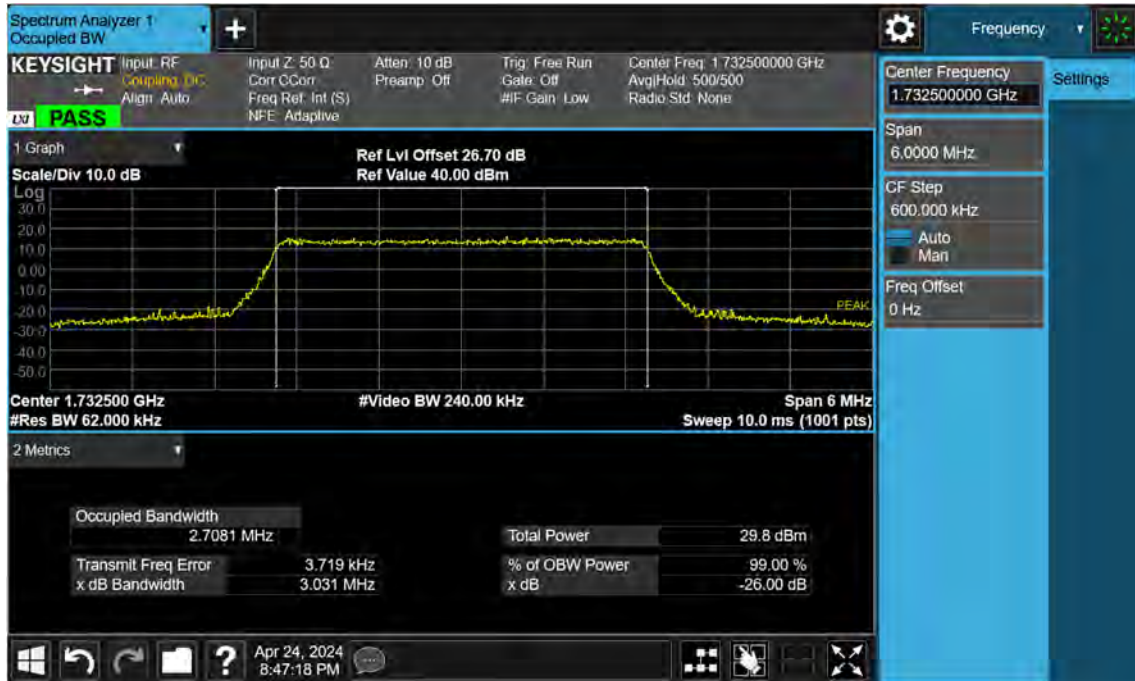 Spectrum Analyzer 1
Occupied BW
+
Frequency
KEYSIGHT
Input: RF
Coupling: DC
Align: Auto
Input Z: 50 Ω
Corr CCorr
Freq Ref: Int (S)
NFE: Adaptive
Atten: 10 dB
Preamp: Off
Trig: Free Run
Gate: Off
#IF Gain: Low
Center Freq: 1.732500000 GHz
Avg|Hold: 500/500
Radio Std: None
LXI PASS
Center Frequency
1.732500000 GHz
Settings
Span
6.0000 MHz
CF Step
600.000 kHz
Auto
Man
Freq Offset
0 Hz
1 Graph
Scale/Div 10.0 dB
Ref Lvl Offset 26.70 dB
Ref Value 40.00 dBm
Log
30.0
20.0
10.0
0.00
-10.0
-20.0
-30.0
-40.0
-50.0
PEAK
Center 1.732500 GHz
#Video BW 240.00 kHz
Span 6 MHz
#Res BW 62.000 kHz
Sweep 10.0 ms (1001 pts)
2 Metrics
Occupied Bandwidth
2.7081 MHz
Total Power 29.8 dBm
Transmit Freq Error 3.719 kHz
% of OBW Power 99.00 %
x dB Bandwidth 3.031 MHz
x dB -26.00 dB
?
Apr 24, 2024
8:47:18 PM